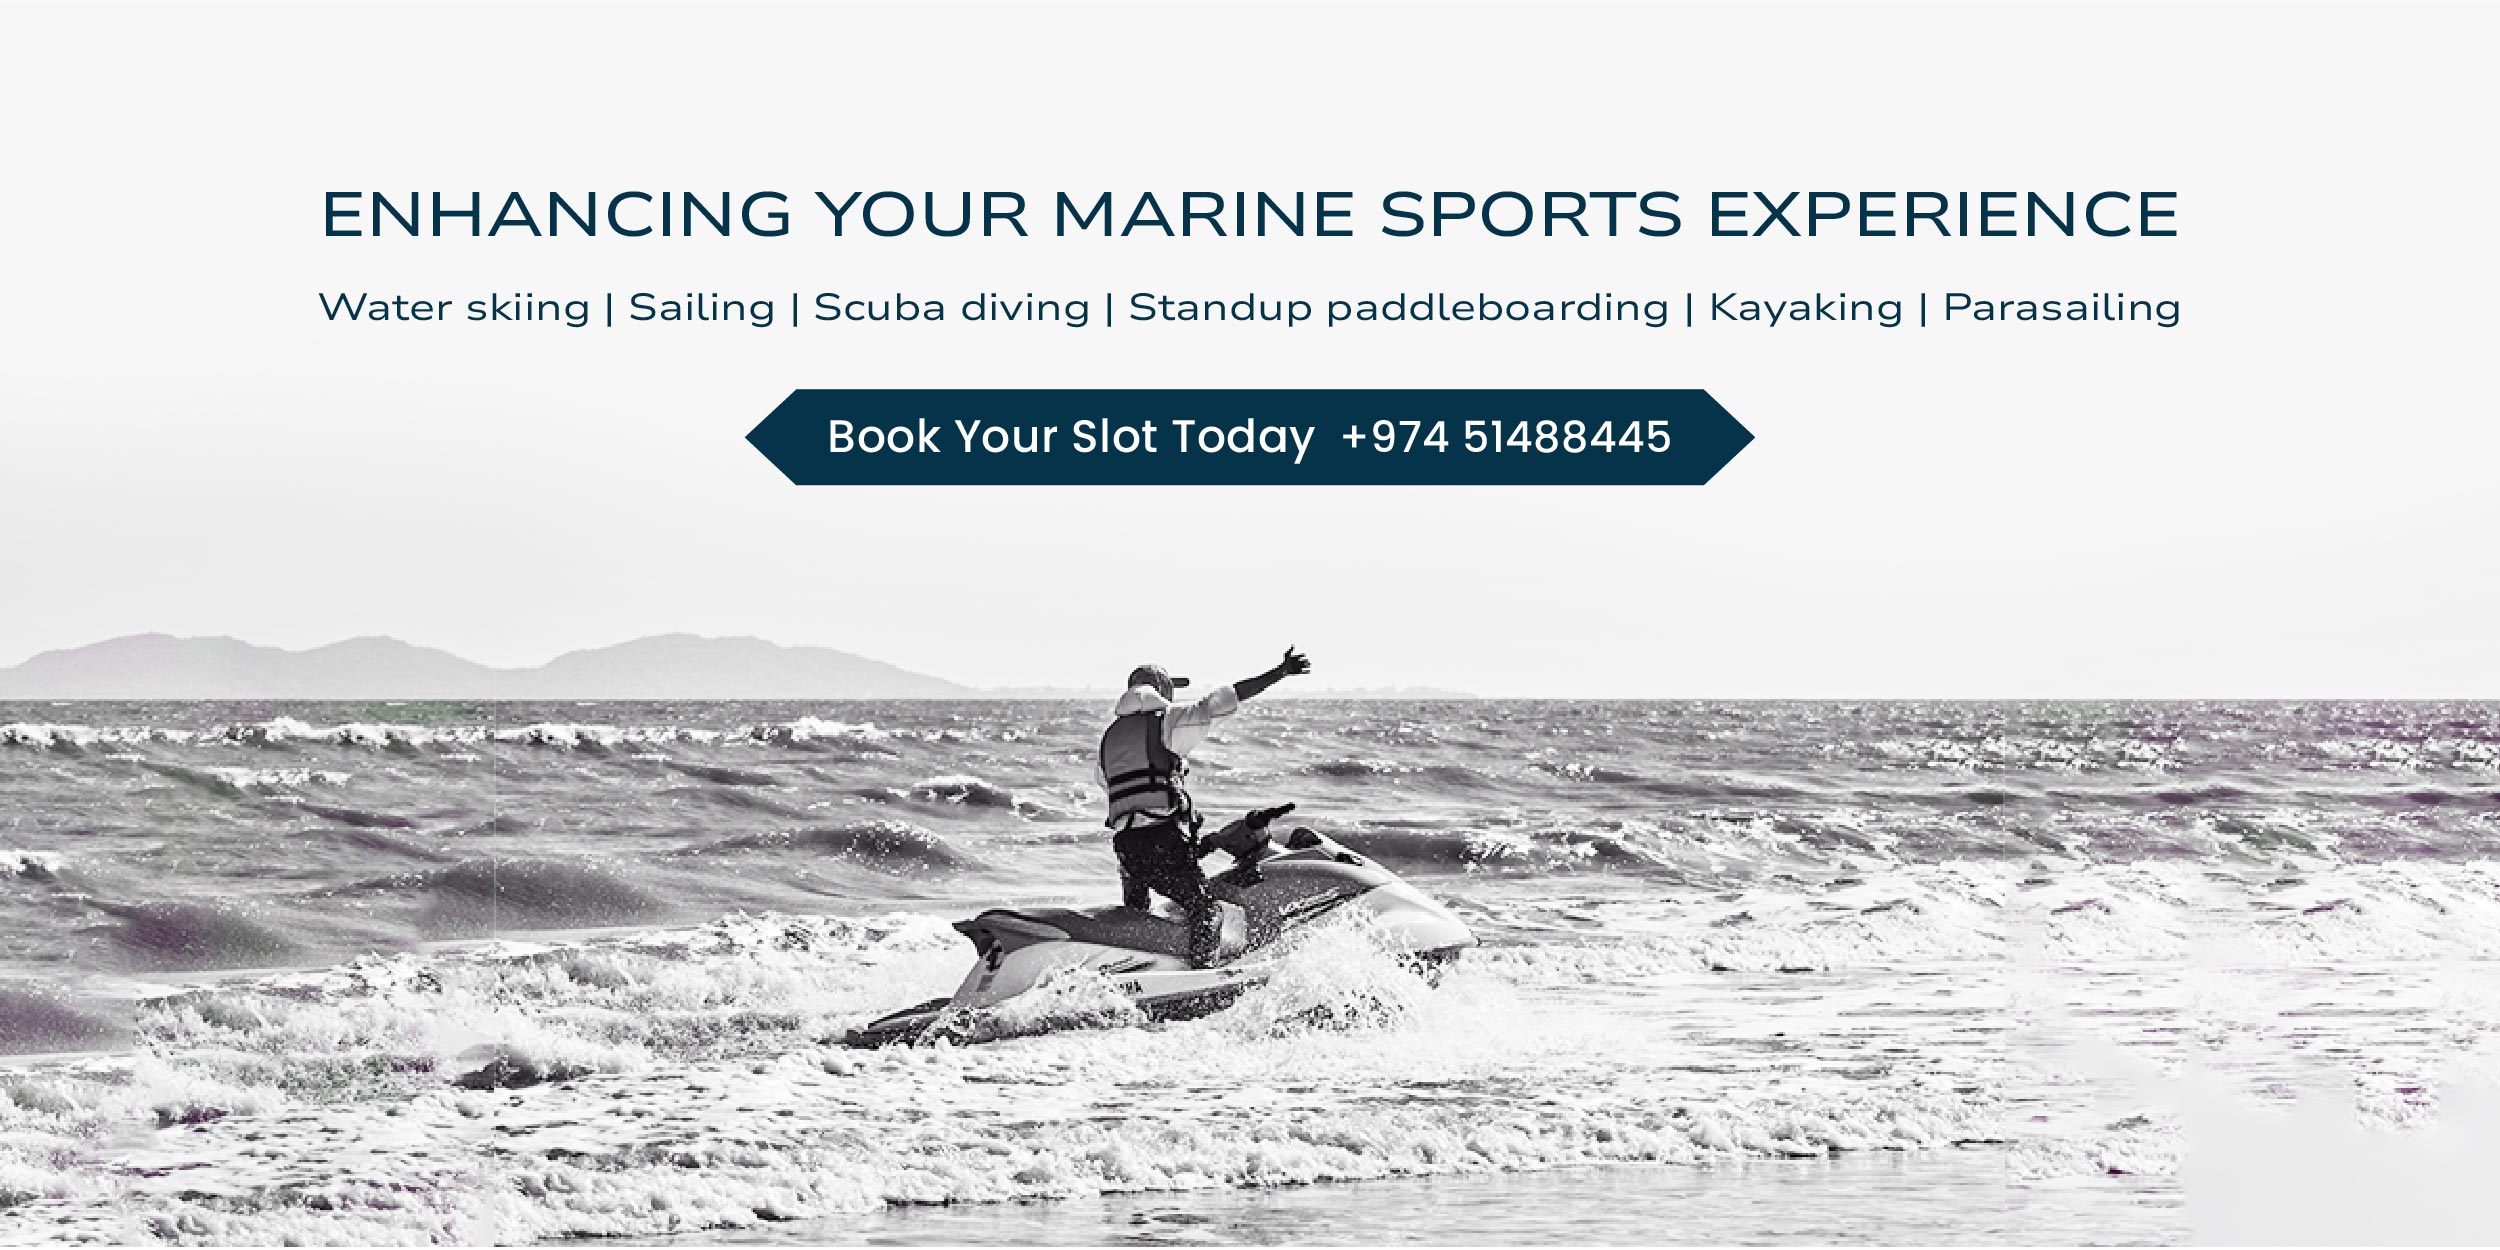 ENHANCING YOUR MARINE SPORTS EXPERIENCE
Water skiing | Sailing | Scuba diving | Standup paddleboarding | Kayaking | Parasailing
Book Your Slot Today +974 51488445